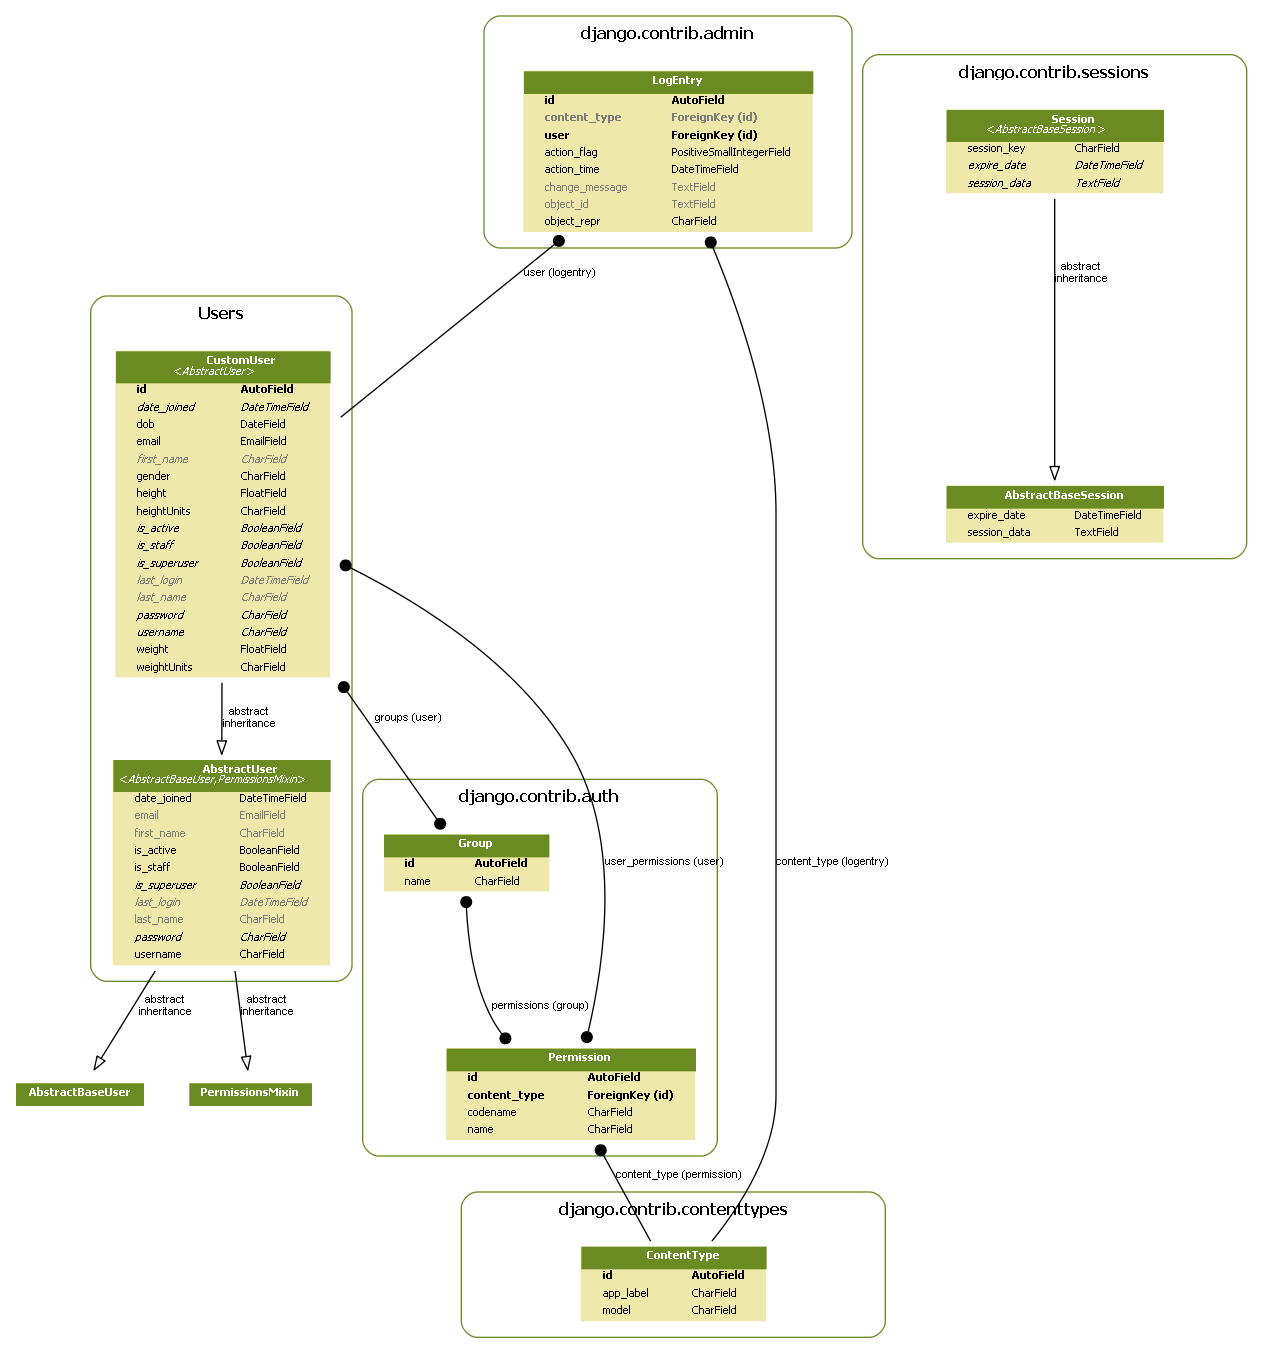 django.contrib.admin
LogEntry
id AutoField
content_type ForeignKey (id)
user ForeignKey (id)
action_flag PositiveSmallIntegerField
action_time DateTimeField
change_message TextField
object_id TextField
object_repr CharField
django.contrib.sessions
Session
<AbstractBaseSession>
session_key CharField
expire_date DateTimeField
session_data TextField
abstract
inheritance
AbstractBaseSession
expire_date DateTimeField
session_data TextField
user (logentry)
Users
CustomUser
<AbstractUser>
id AutoField
date_joined DateTimeField
dob DateField
email EmailField
first_name CharField
gender CharField
height FloatField
heightUnits CharField
is_active BooleanField
is_staff BooleanField
is_superuser BooleanField
last_login DateTimeField
last_name CharField
password CharField
username CharField
weight FloatField
weightUnits CharField
abstract
inheritance
groups (user)
AbstractUser
<AbstractBaseUser,PermissionsMixin>
date_joined DateTimeField
email EmailField
first_name CharField
is_active BooleanField
is_staff BooleanField
is_superuser BooleanField
last_login DateTimeField
last_name CharField
password CharField
username CharField
abstract
inheritance
abstract
inheritance
AbstractBaseUser
PermissionsMixin
django.contrib.auth
Group
id AutoField
name CharField
user_permissions (user)
content_type (logentry)
permissions (group)
Permission
id AutoField
content_type ForeignKey (id)
codename CharField
name CharField
content_type (permission)
django.contrib.contenttypes
ContentType
id AutoField
app_label CharField
model CharField